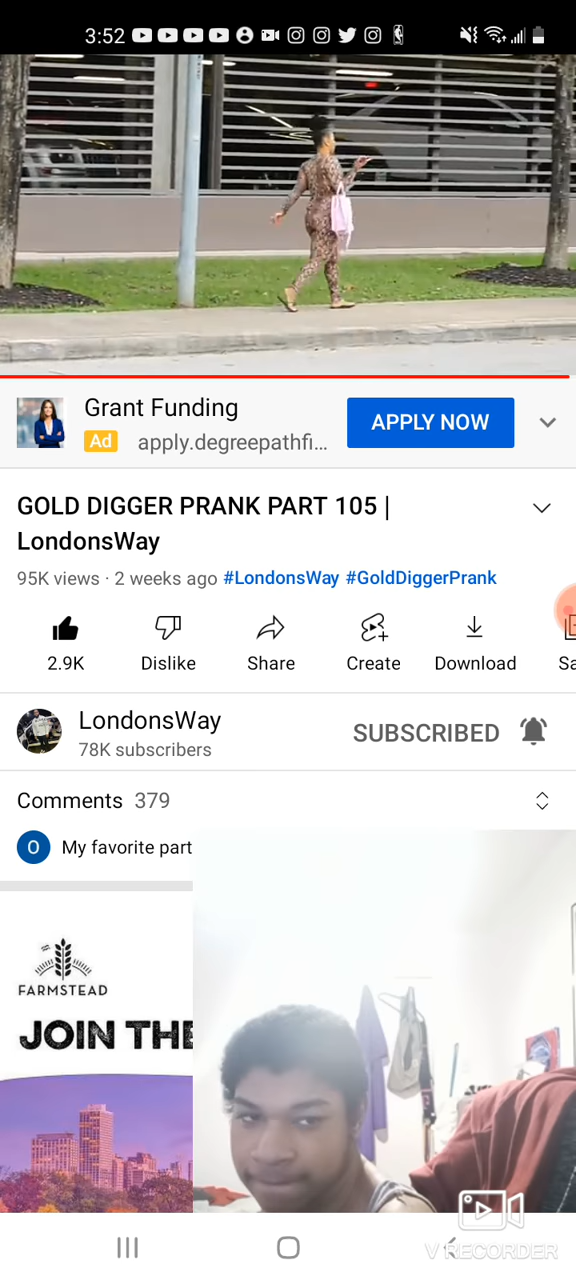 3:52
Grant Funding
Ad apply.degreepathfi...
APPLY NOW
GOLD DIGGER PRANK PART 105 |
LondonsWay
95K views · 2 weeks ago #LondonsWay #GoldDiggerPrank
2.9K Dislike Share Create Download Sa
LondonsWay
78K subscribers
SUBSCRIBED
Comments 379
O My favorite part
FARMSTEAD
JOIN THE
V RECORDER